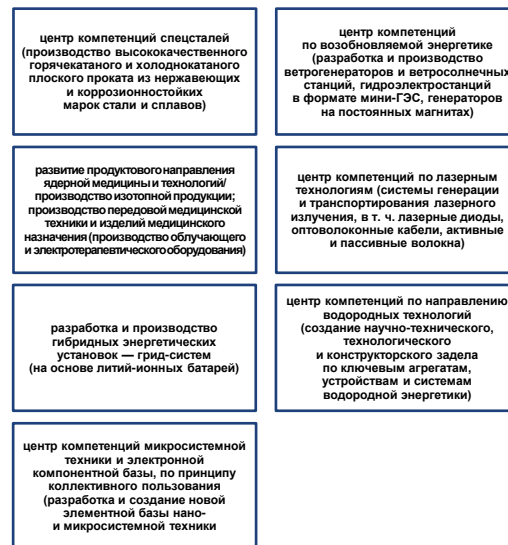 центр компетенций спецсталей
(производство высококачественного
горячекатаного и холоднокатаного
плоского проката из нержавеющих
и коррозионностойких
марок стали и сплавов)
центр компетенций
по возобновляемой энергетике
(разработка и производство
ветрогенераторов и ветросолнечных
станций, гидроэлектростанций
в формате мини-ГЭС, генераторов
на постоянных магнитах)
развитие продуктового направления
ядерной медицины и технологий/
производство изотопной продукции;
производство передовой медицинской
техники и изделий медицинского
назначения (производство облучающего
и электротерапевтического оборудования)
центр компетенций по лазерным
технологиям (системы генерации
и транспортирования лазерного
излучения, в т. ч. лазерные диоды,
оптоволоконные кабели, активные
и пассивные волокна)
разработка и производство
гибридных энергетических
установок — грид-систем
(на основе литий-ионных батарей)
центр компетенций по направлению
водородных технологий
(создание научно-технического,
технологического
и конструкторского задела
по ключевым агрегатам,
устройствам и системам
водородной энергетики)
центр компетенций микросистемной
техники и электронной
компонентной базы, по принципу
коллективного пользования
(разработка и создание новой
элементной базы нано-
и микросистемной техники